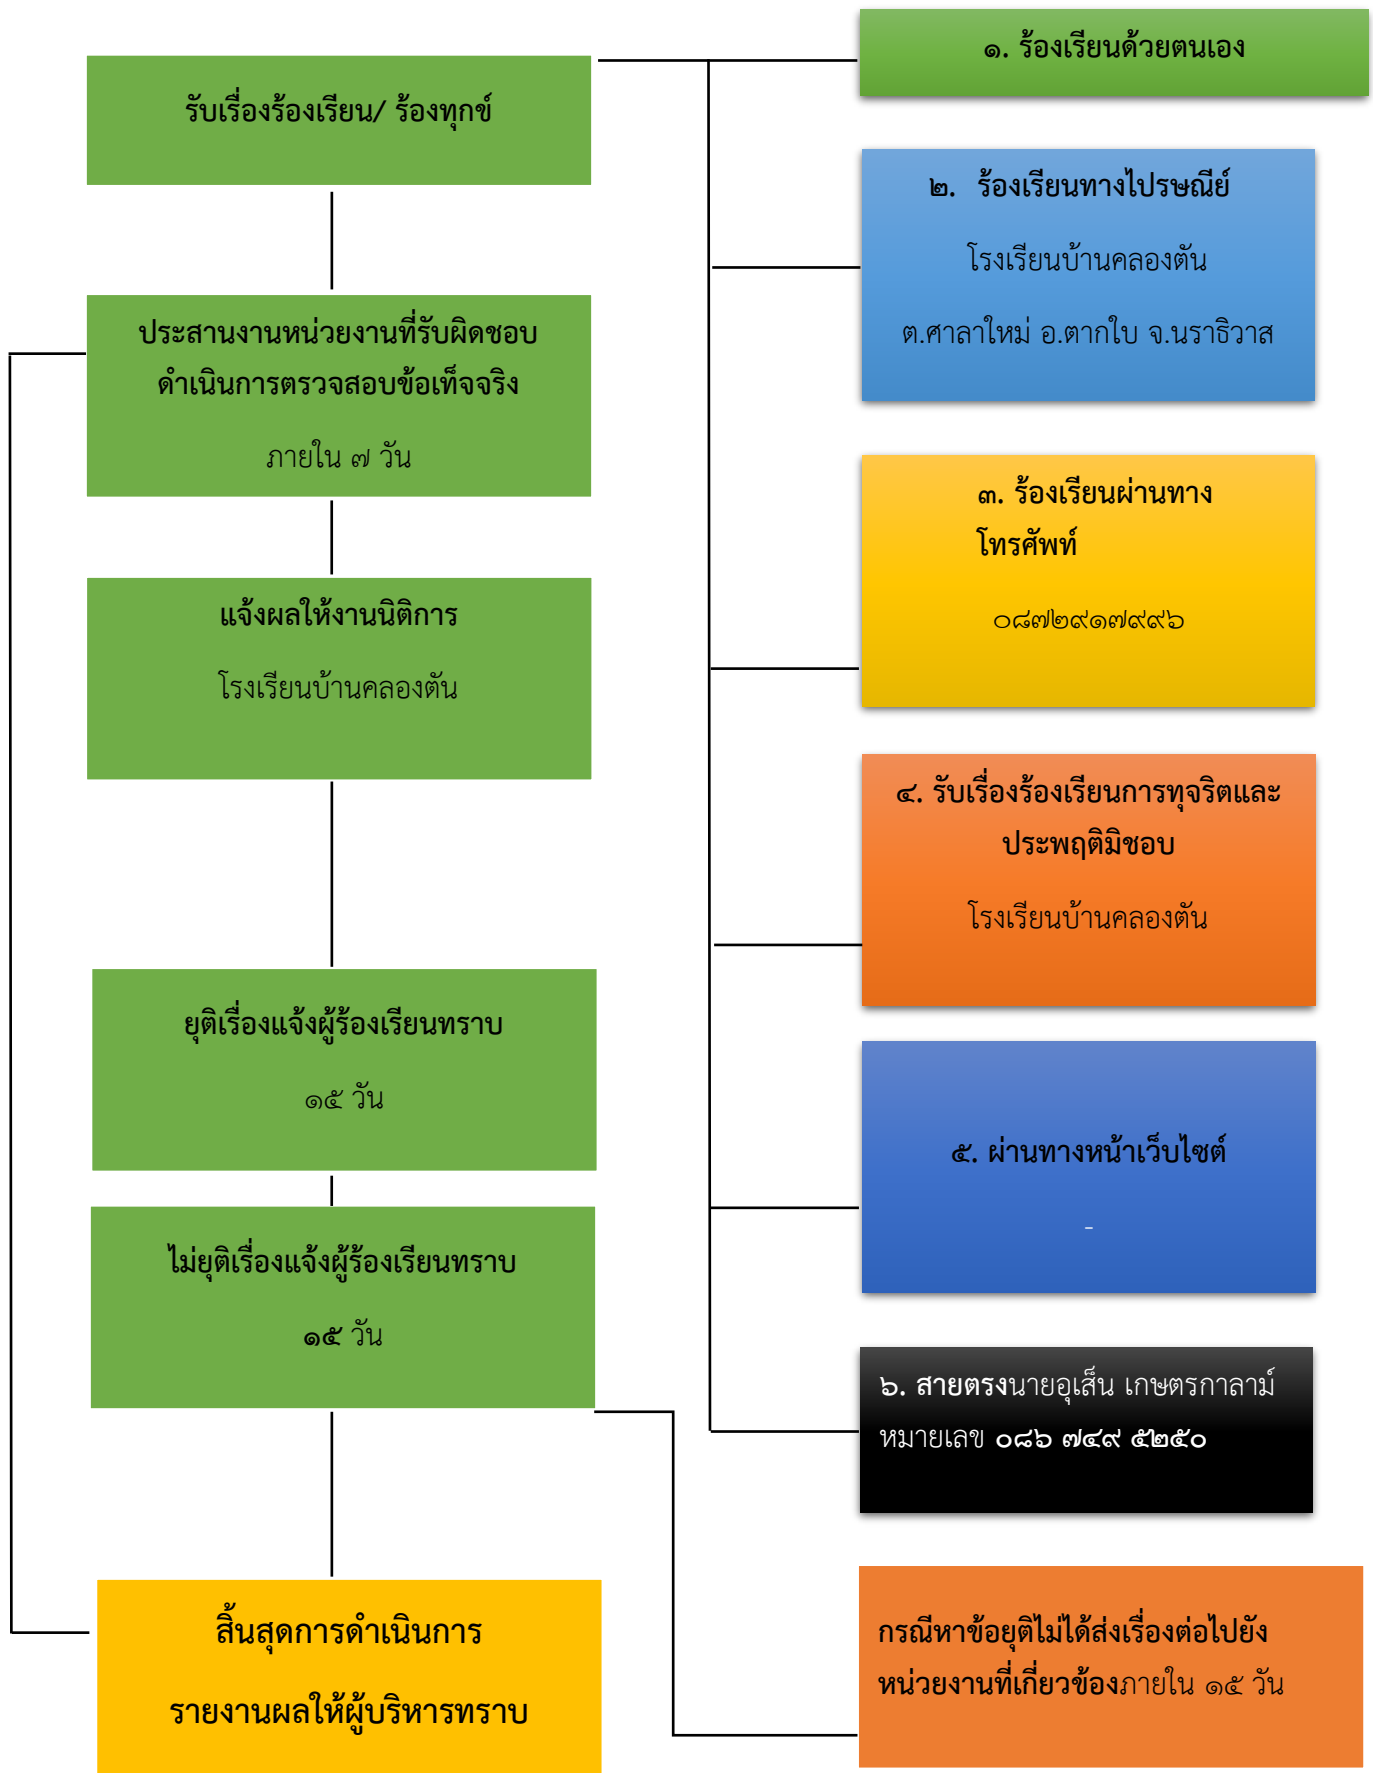 รับเรื่องร้องเรียน/ ร้องทุกข์
ประสานงานหน่วยงานที่รับผิดชอบ
ดำเนินการตรวจสอบข้อเท็จจริง
ภายใน ๗ วัน
แจ้งผลให้งานนิติการ
โรงเรียนบ้านคลองตัน
ยุติเรื่องแจ้งผู้ร้องเรียนทราบ
๑๕ วัน
ไม่ยุติเรื่องแจ้งผู้ร้องเรียนทราบ
๑๕ วัน
สิ้นสุดการดำเนินการ
รายงานผลให้ผู้บริหารทราบ
๑. ร้องเรียนด้วยตนเอง
๒. ร้องเรียนทางไปรษณีย์
โรงเรียนบ้านคลองตัน
ต.ศาลาใหม่ อ.ตากใบ จ.นราธิวาส
๓. ร้องเรียนผ่านทาง
โทรศัพท์
๐๘๗๒๙๑๗๙๙๖
๔. รับเรื่องร้องเรียนการทุจริตและ
ประพฤติมิชอบ
โรงเรียนบ้านคลองตัน
๕. ผ่านทางหน้าเว็บไซต์
-
๖. สายตรงนายอุเส็น เกษตรกาลาม์
หมายเลข ๐๘๖ ๗๔๙ ๕๒๕๐
กรณีหาข้อยุติไม่ได้ส่งเรื่องต่อไปยัง
หน่วยงานที่เกี่ยวข้องภายใน ๑๕ วัน